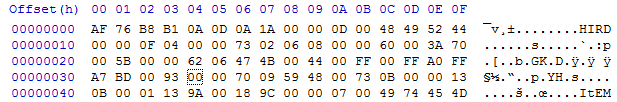 Offset(h) 00 01 02 03 04 05 06 07 08 09 0A 0B 0C 0D 0E 0F
00000000 AF 76 B8 B1 0A 0D 0A 1A 00 00 0D 00 48 49 52 44 ¯v¸±........HIRD
00000010 00 00 0F 04 00 00 73 02 06 08 00 00 60 00 3A 70 ......s.....`.:p
00000020 00 5B 00 00 62 06 47 4B 00 44 00 FF 00 FF A0 FF .[..b.GK.D.ÿ.ÿ ÿ
00000030 A7 BD 00 93 00 00 70 09 59 48 00 73 0B 00 00 13 §½.“..p.YH.s....
00000040 0B 00 01 13 9A 00 18 9C 00 00 07 00 49 74 45 4D ....š..œ....ItEM